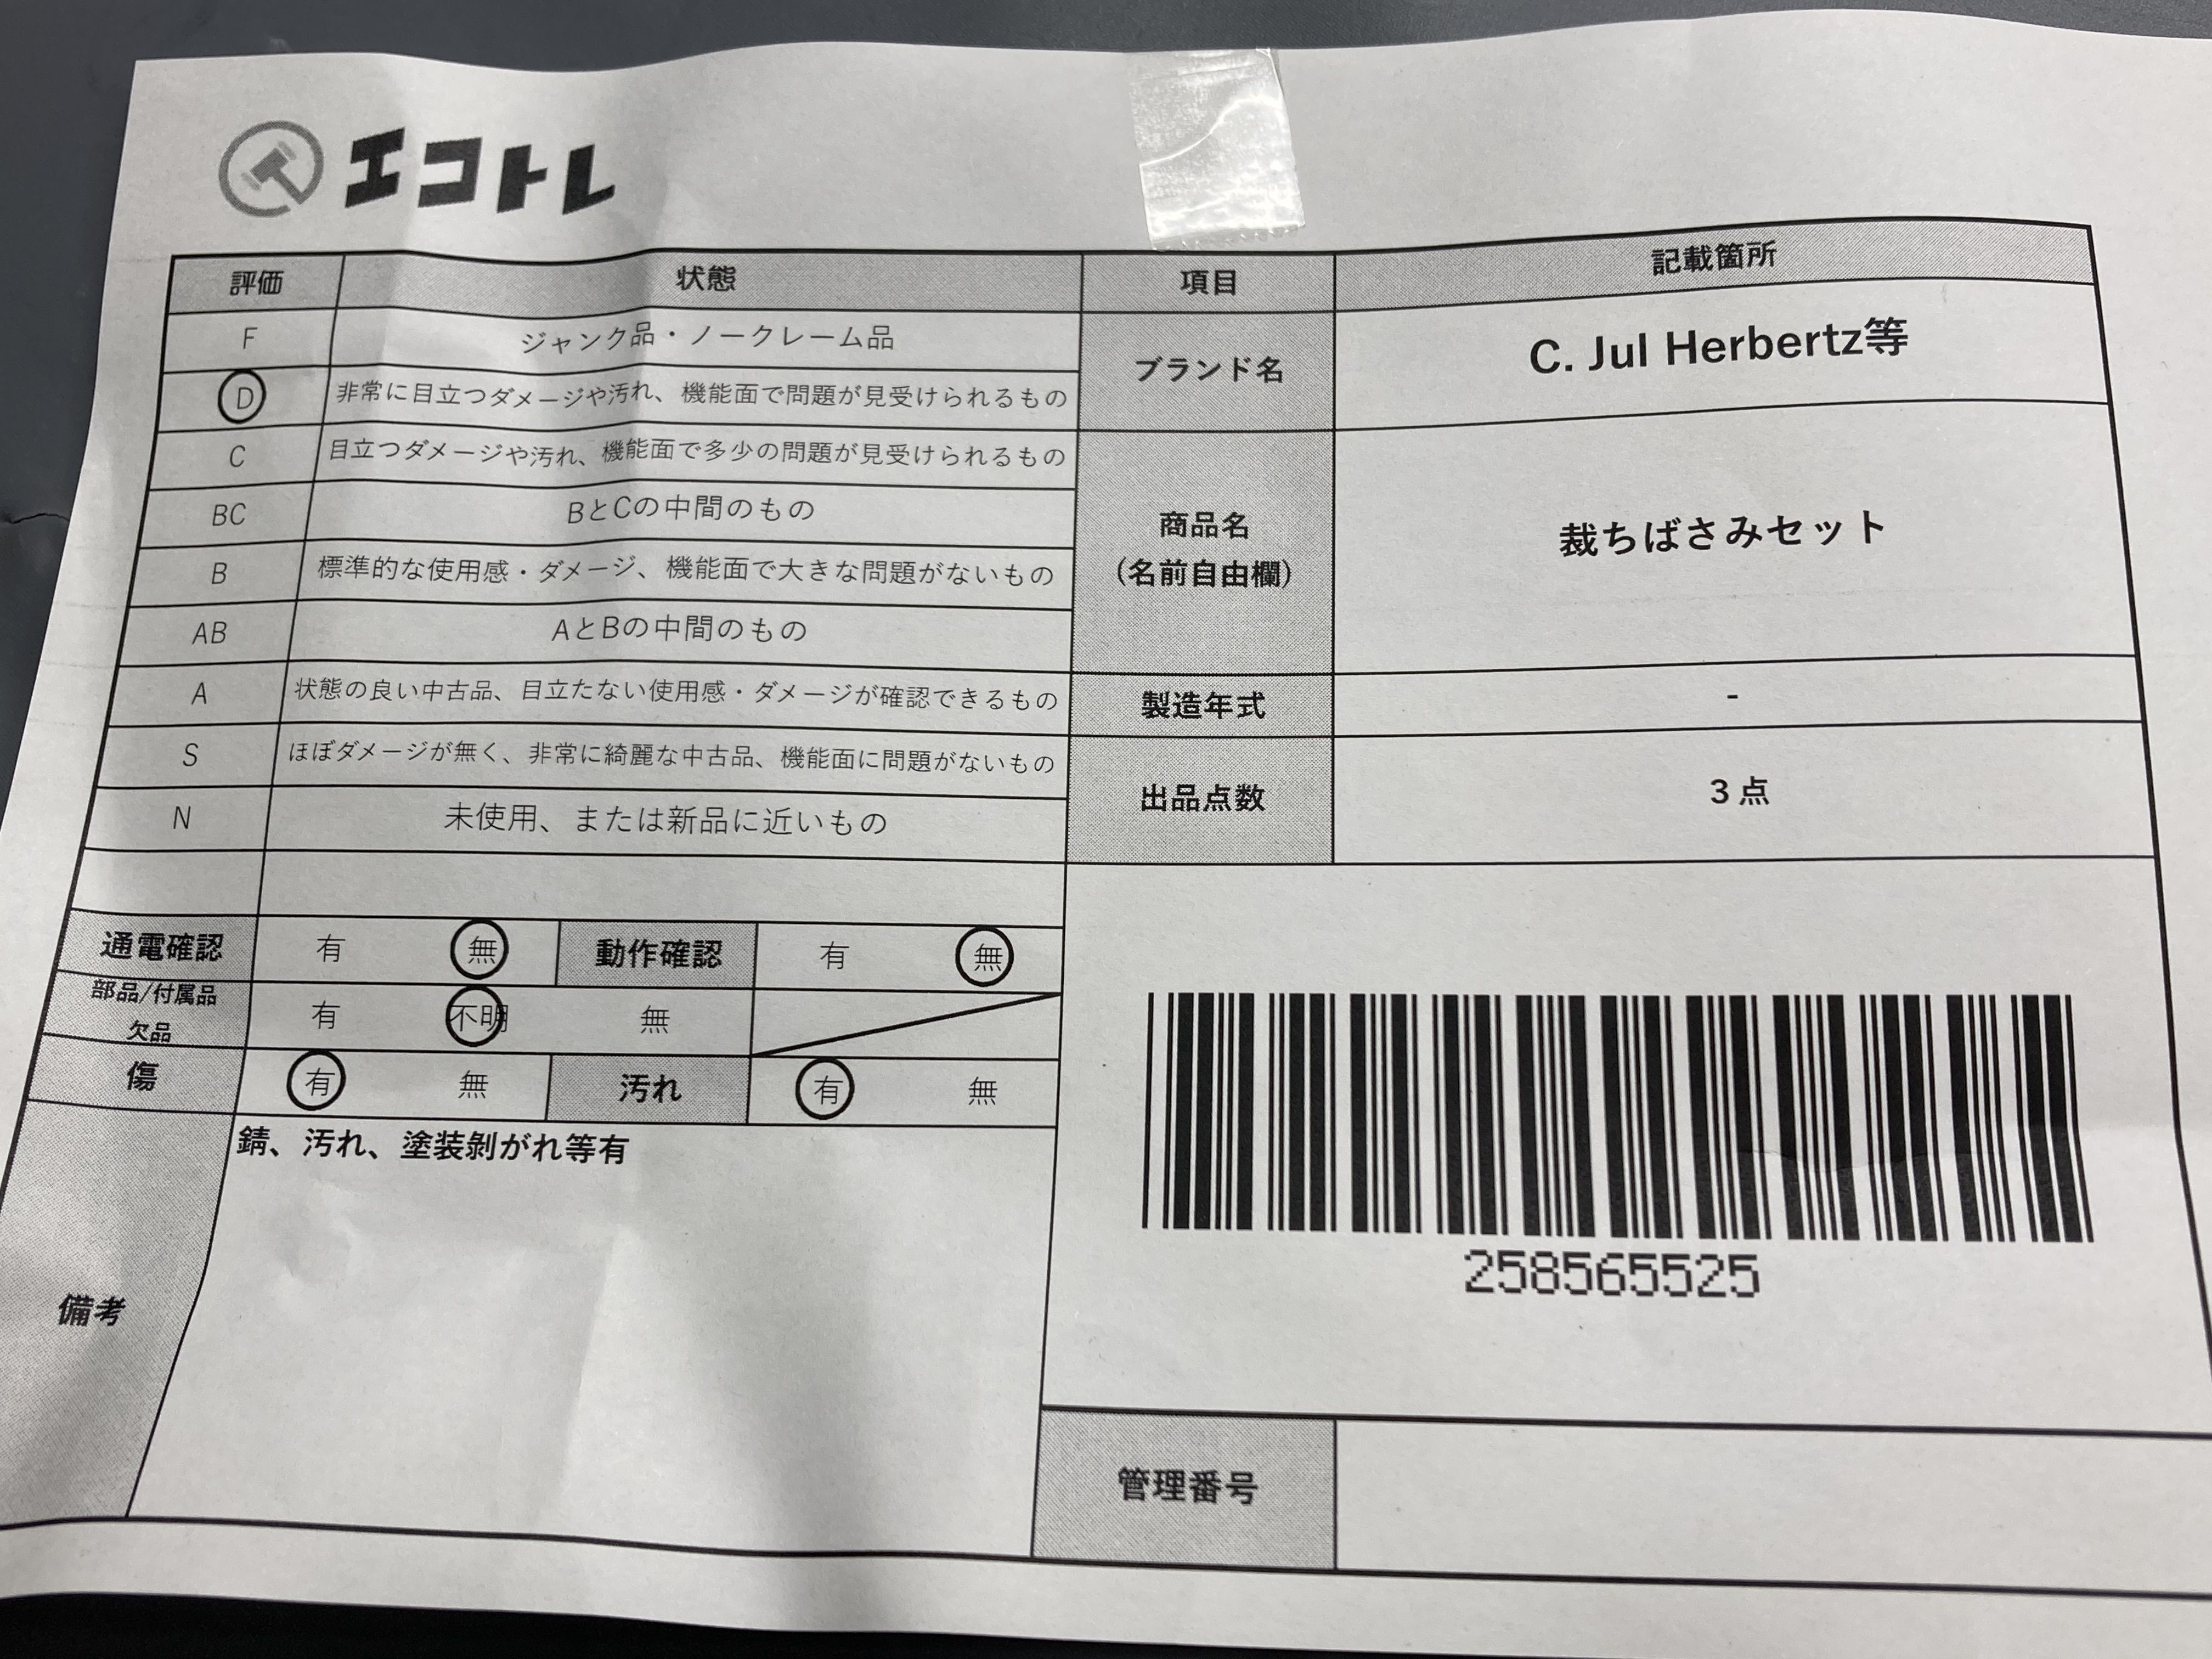 エコトレ
評価 状態 項目 記載箇所
F ジャンク品・ノークレーム品
D 非常に目立つダメージや汚れ、機能面で問題が見受けられるもの
ブランド名 C. Jul Herbertz等
C 目立つダメージや汚れ、機能面で多少の問題が見受けられるもの
BC BとCの中間のもの
B 標準的な使用感・ダメージ、機能面で大きな問題がないもの
商品名
(名前自由欄)
裁ちばさみセット
AB AとBの中間のもの
A 状態の良い中古品、目立たない使用感・ダメージが確認できるもの
製造年式 -
S ほぼダメージが無く、非常に綺麗な中古品、機能面に問題がないもの
N 未使用、または新品に近いもの
出品点数 3点
通電確認 有 無 動作確認 有 無
部品/付属品
欠品
有 不明 無
傷 有 無 汚れ 有 無
備考
錆、汚れ、塗装剝がれ等有
258565525
管理番号